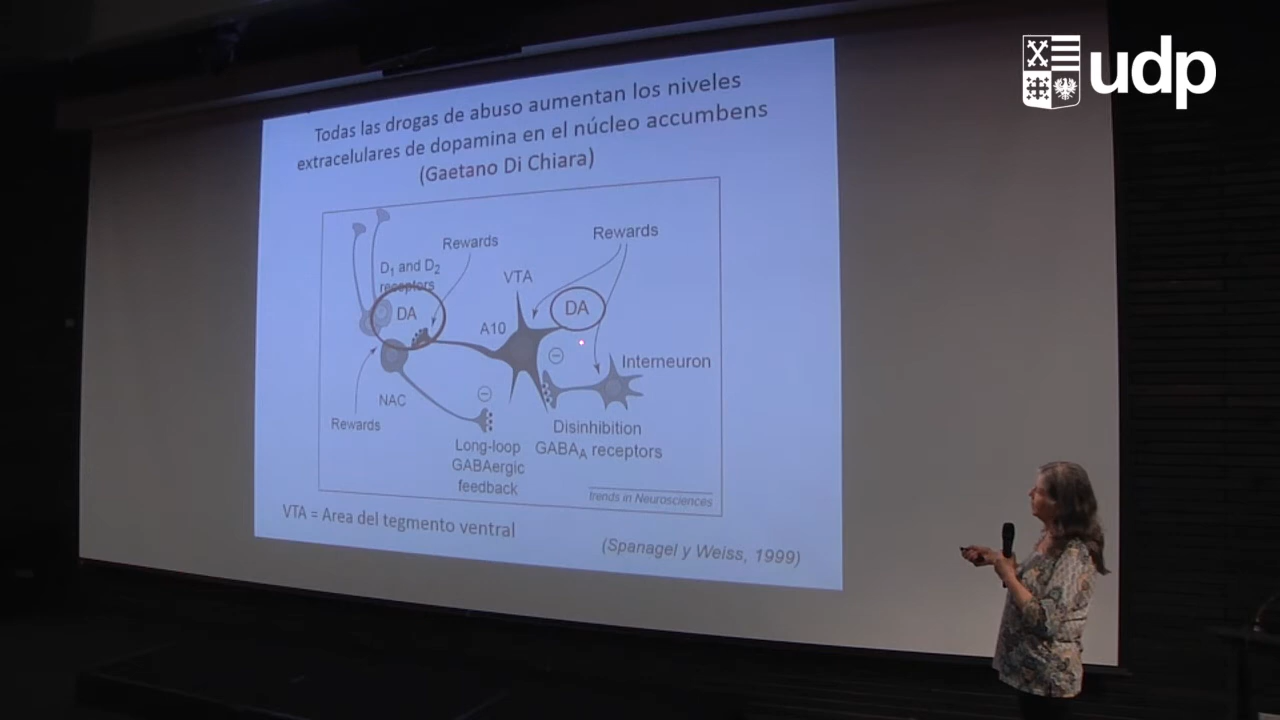 udp
Todas las drogas de abuso aumentan los niveles
extracelulares de dopamina en el núcleo accumbens
(Gaetano Di Chiara)
Rewards
Rewards
D₁ and D₂
receptors
VTA
DA
DA
A10
Interneuron
NAC
Rewards
Disinhibition
GABA_A receptors
Long-loop
GABAergic
feedback
trends in Neurosciences
VTA = Area del tegmento ventral
(Spanagel y Weiss, 1999)